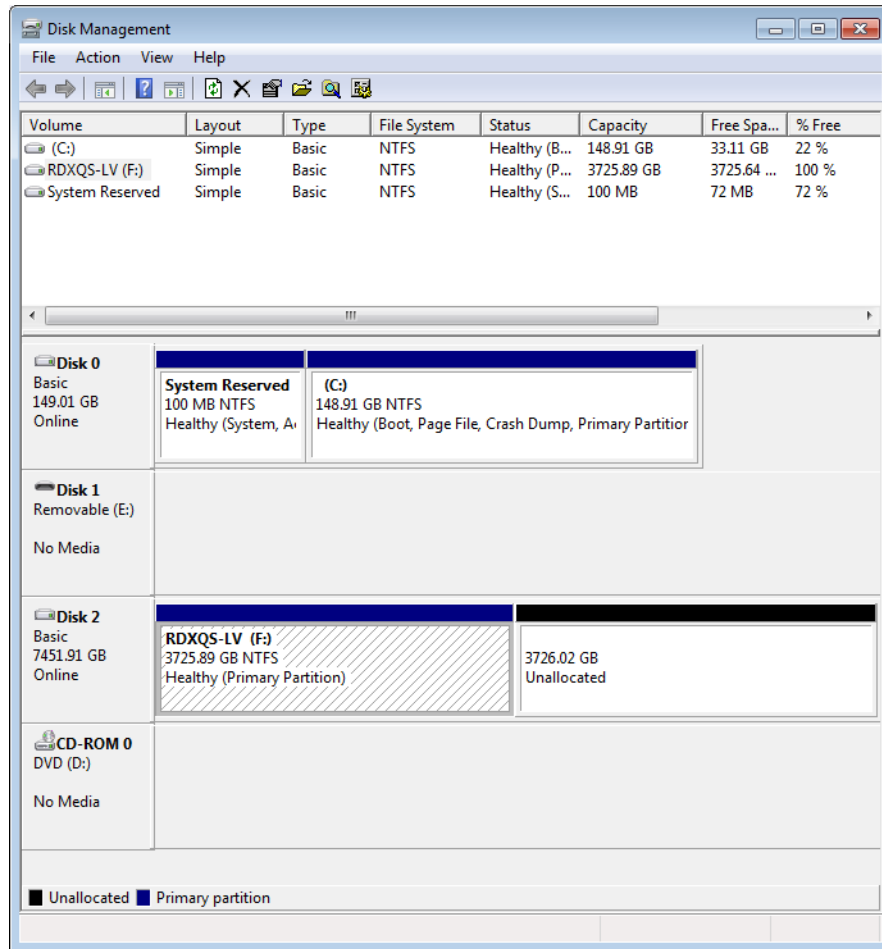 Disk Management
File Action View Help
Volume Layout Type File System Status Capacity Free Spa... % Free
(C:) Simple Basic NTFS Healthy (B... 148.91 GB 33.11 GB 22 %
RDXQS-LV (F:) Simple Basic NTFS Healthy (P... 3725.89 GB 3725.64 ... 100 %
System Reserved Simple Basic NTFS Healthy (S... 100 MB 72 MB 72 %
Disk 0
Basic
149.01 GB
Online
System Reserved
100 MB NTFS
Healthy (System, A
(C:)
148.91 GB NTFS
Healthy (Boot, Page File, Crash Dump, Primary Partitior
Disk 1
Removable (E:)
No Media
Disk 2
Basic
7451.91 GB
Online
RDXQS-LV (F:)
3725.89 GB NTFS
Healthy (Primary Partition)
3726.02 GB
Unallocated
CD-ROM 0
DVD (D:)
No Media
Unallocated Primary partition